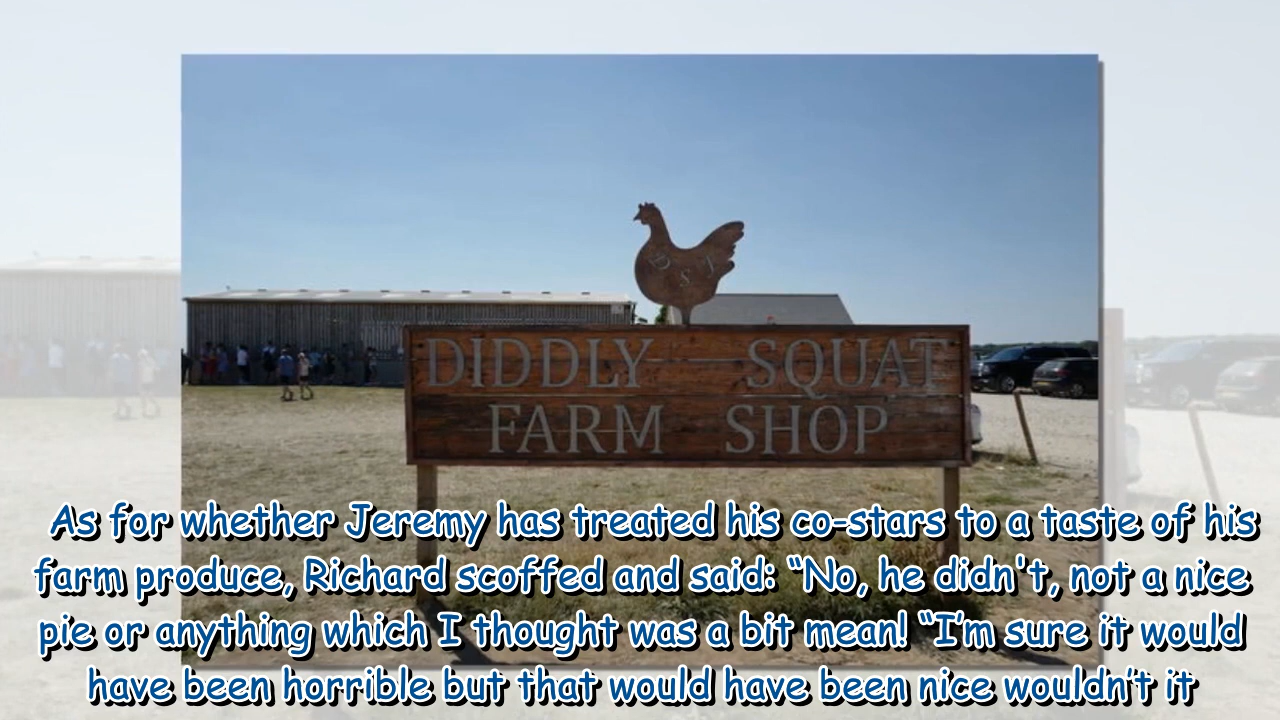 DSF
DIDDLY SQUAT
FARM SHOP
As for whether Jeremy has treated his co-stars to a taste of his
farm produce, Richard scoffed and said: “No, he didn't, not a nice
pie or anything which I thought was a bit mean! “I’m sure it would
have been horrible but that would have been nice wouldn’t it